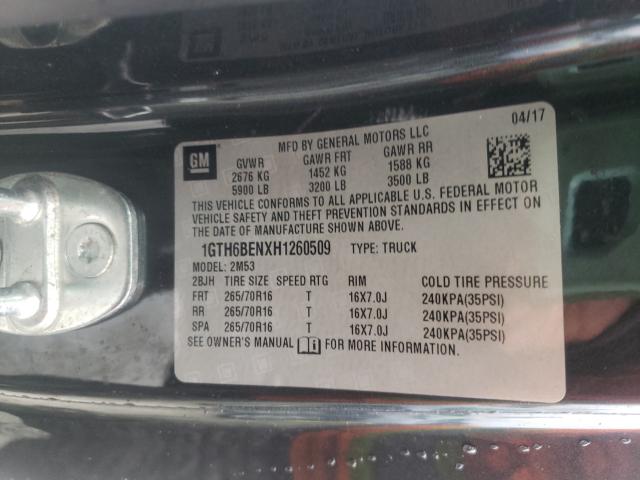 GM
04/17
MFD BY GENERAL MOTORS LLC
GVWR GAWR FRT GAWR RR
2676 KG 1452 KG 1588 KG
5900 LB 3200 LB 3500 LB
THIS VEHICLE CONFORMS TO ALL APPLICABLE U.S. FEDERAL MOTOR
VEHICLE SAFETY AND THEFT PREVENTION STANDARDS IN EFFECT ON
THE DATE OF MANUFACTURE SHOWN ABOVE.
1GTH6BENXH1260509 TYPE: TRUCK
MODEL: 2M53
2BJH TIRE SIZE SPEED RTG RIM COLD TIRE PRESSURE
FRT 265/70R16 T 16X7.0J 240KPA(35PSI)
RR 265/70R16 T 16X7.0J 240KPA(35PSI)
SPA 265/70R16 T 16X7.0J 240KPA(35PSI)
SEE OWNER'S MANUAL FOR MORE INFORMATION.